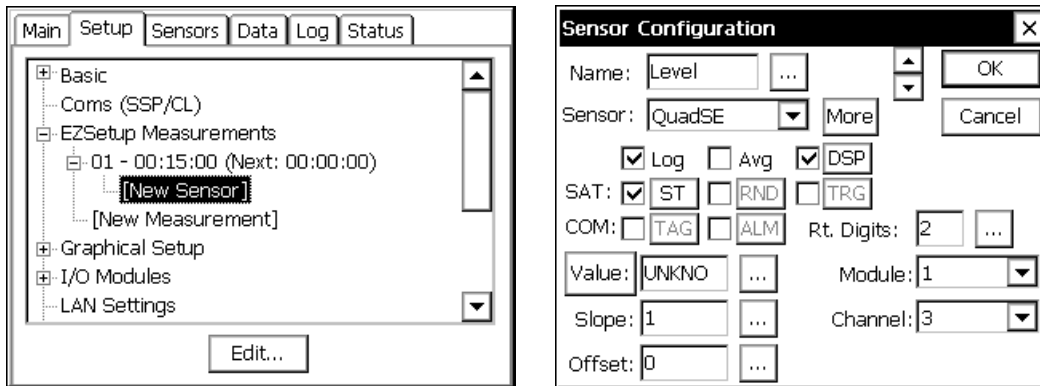 Main Setup Sensors Data Log Status
Basic
Coms (SSP/CL)
EZSetup Measurements
01 - 00:15:00 (Next: 00:00:00)
[New Sensor]
[New Measurement]
Graphical Setup
I/O Modules
LAN Settings
Edit...
Sensor Configuration
Name: Level ... OK
Sensor: QuadSE More Cancel
Log Avg DSP
SAT: ST RND TRG
COM: TAG ALM Rt. Digits: 2 ...
Value: UNKNO ... Module: 1
Slope: 1 ... Channel: 3
Offset: 0 ...